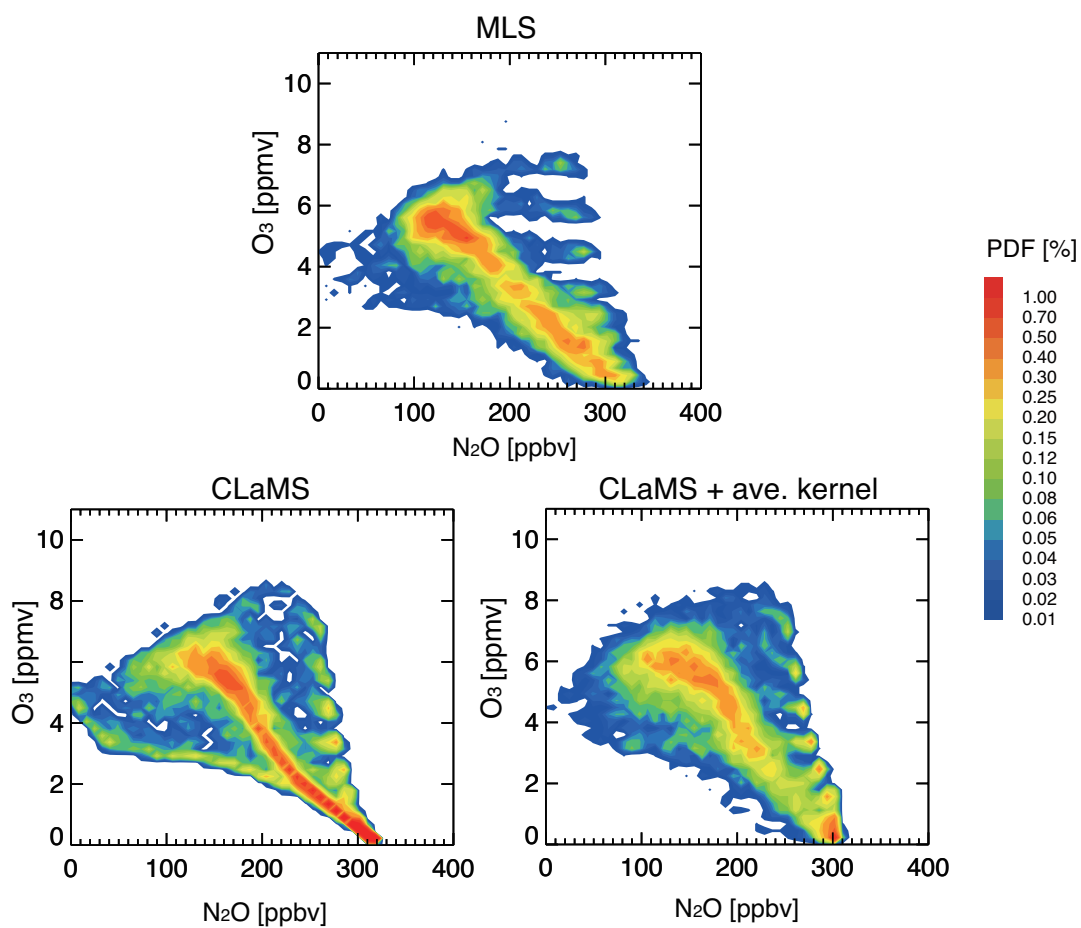 MLS
10
8
6
4
2
0
O3 [ppmv]
0 100 200 300 400
N2O [ppbv]
PDF [%]
1.00
0.70
0.50
0.40
0.30
0.25
0.20
0.15
0.12
0.10
0.08
0.06
0.05
0.04
0.03
0.02
0.01
CLaMS
10
8
6
4
2
0
O3 [ppmv]
0 100 200 300 400
N2O [ppbv]
CLaMS + ave. kernel
10
8
6
4
2
0
O3 [ppmv]
0 100 200 300 400
N2O [ppbv]